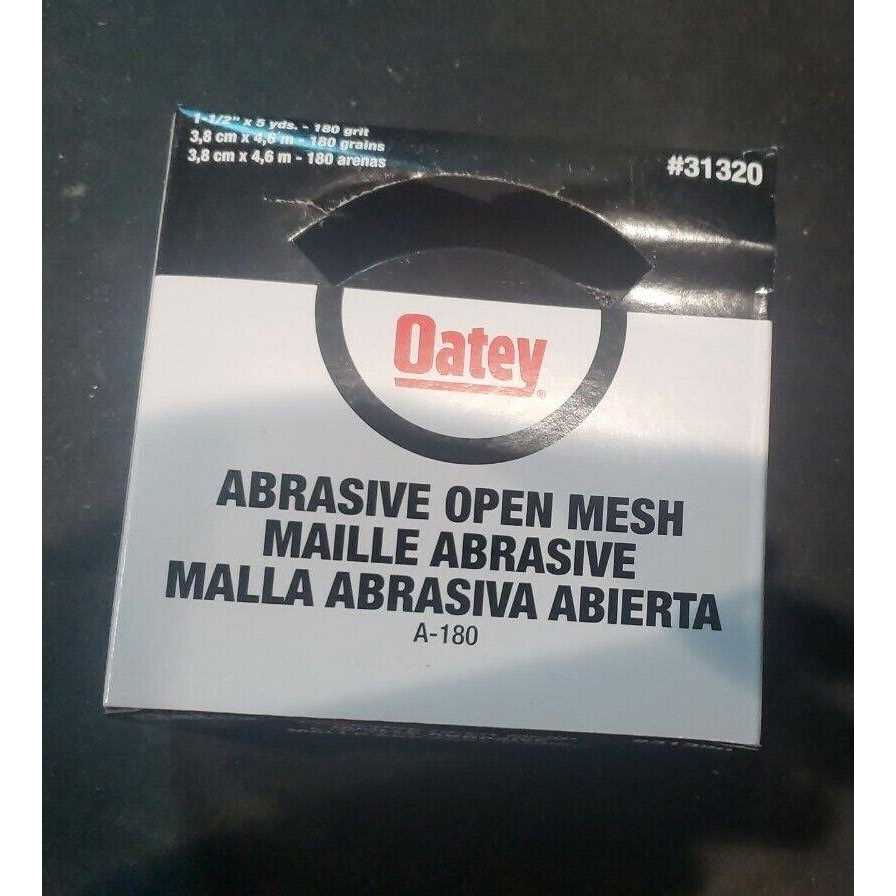 1-1/2" x 5 yds. - 180 grit
3,8 cm x 4,6 m - 180 grains
3,8 cm x 4,6 m - 180 arenas
#31320
Oatey®
ABRASIVE OPEN MESH
MAILLE ABRASIVE
MALLA ABRASIVA ABIERTA
A-180